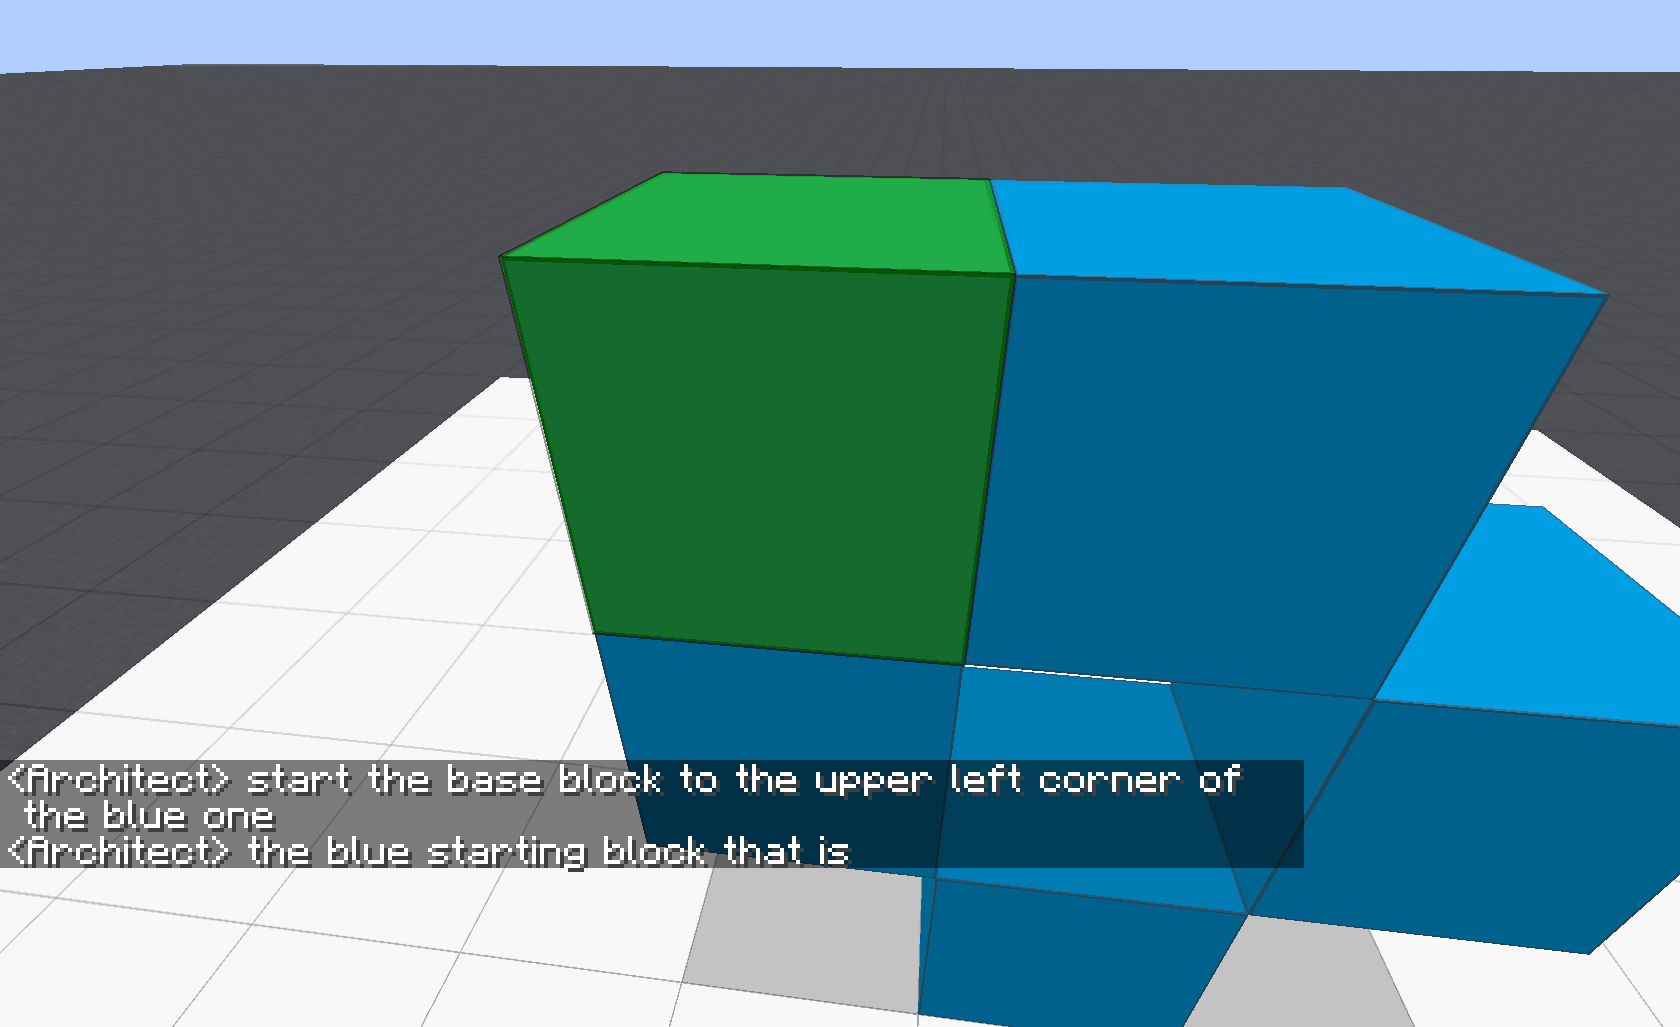 <Architect> start the base block to the upper left corner of
the blue one
<Architect> the blue starting block that is